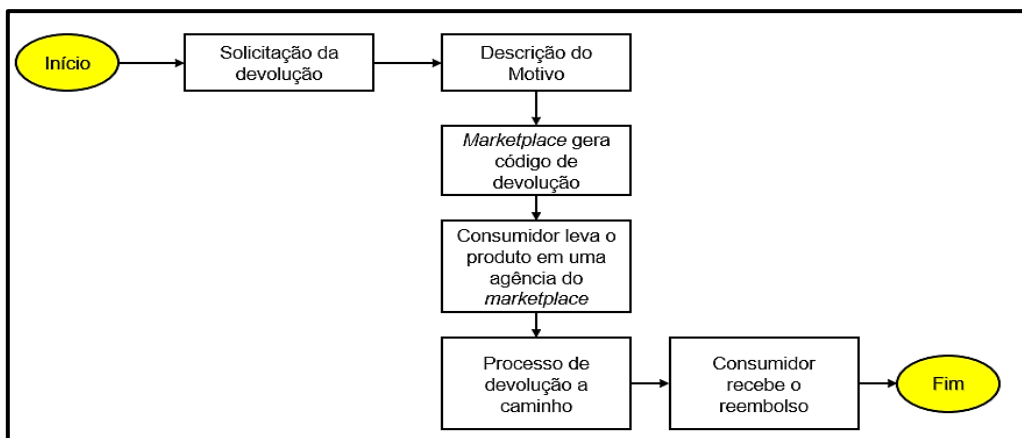 Início
Solicitação da
devolução
Descrição do
Motivo
Marketplace gera
código de
devolução
Consumidor leva o
produto em uma
agência do
marketplace
Processo de
devolução a
caminho
Consumidor
recebe o
reembolso
Fim